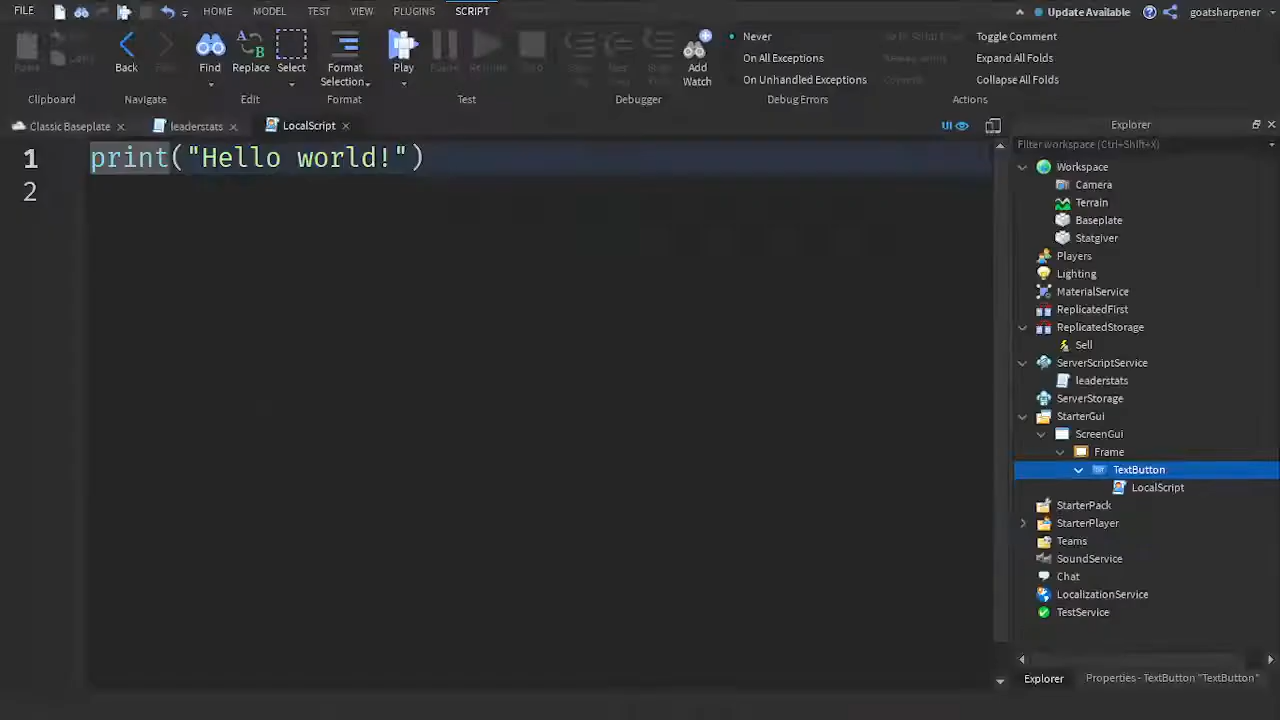 FILE HOME MODEL TEST VIEW PLUGINS SCRIPT Update Available goatsharpener
Back Find Replace Select Format Selection Play Pause Resume Stop Add Watch
Never
On All Exceptions
On Unhandled Exceptions
Toggle Comment
Expand All Folds
Collapse All Folds
Clipboard Navigate Edit Format Test Debugger Debug Errors Actions
Classic Baseplate leaderstats LocalScript UI Explorer
Filter workspace (Ctrl+Shift+X)
1 print("Hello world!")
2
Workspace
Camera
Terrain
Baseplate
Statgiver
Players
Lighting
MaterialService
ReplicatedFirst
ReplicatedStorage
Sell
ServerScriptService
leaderstats
ServerStorage
StarterGui
ScreenGui
Frame
TextButton
LocalScript
StarterPack
StarterPlayer
Teams
SoundService
Chat
LocalizationService
TestService
Explorer Properties - TextButton "TextButton"